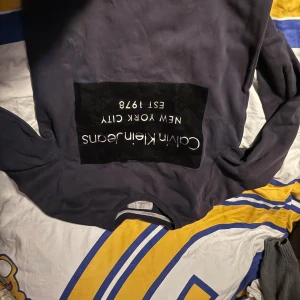 Calvin Klein Jeans
NEW YORK CITY
EST 1978